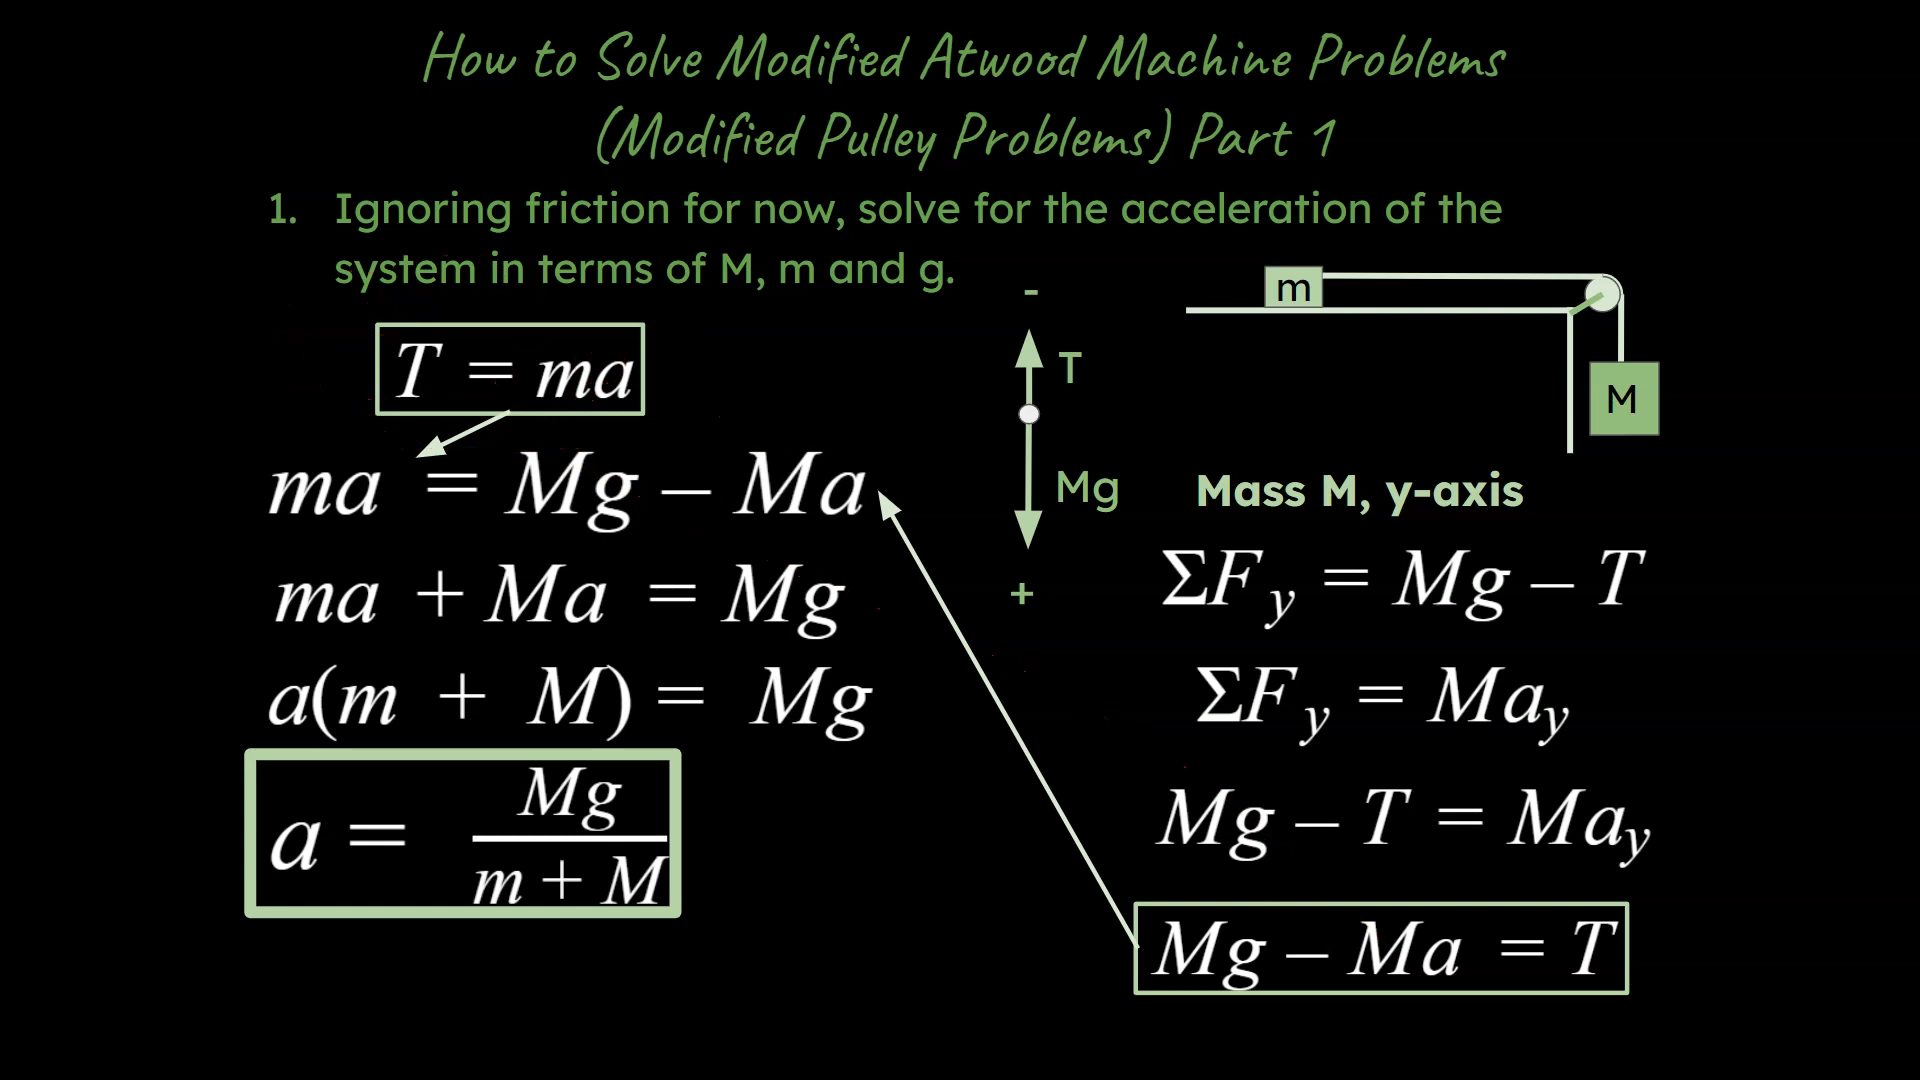 How to Solve Modified Atwood Machine Problems
(Modified Pulley Problems) Part 1
1. Ignoring friction for now, solve for the acceleration of the
system in terms of M, m and g.
T = ma
ma = Mg – Ma
ma + Ma = Mg
a(m + M) = Mg
a = Mg / m + M
-
T
Mg
+
m
M
Mass M, y-axis
ΣF_y = Mg – T
ΣF_y = Ma_y
Mg – T = Ma_y
Mg – Ma = T